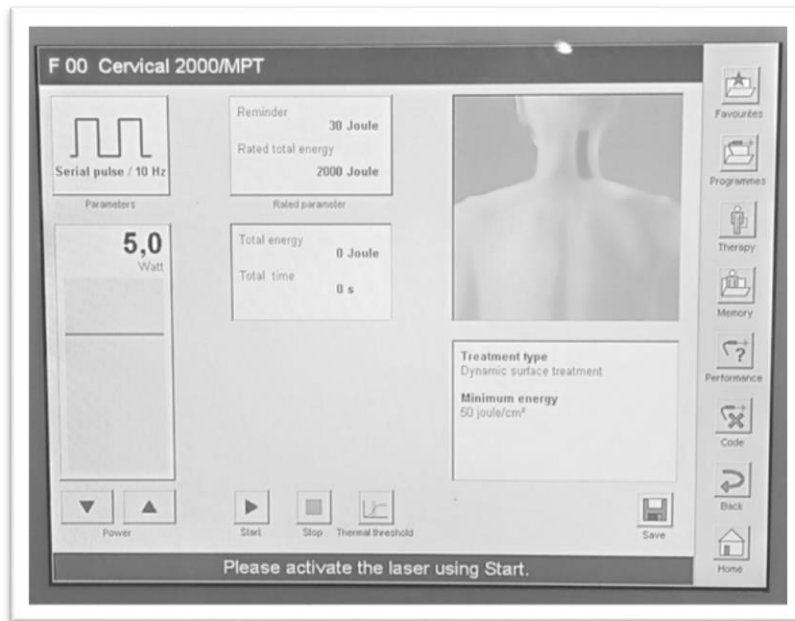 F 00 Cervical 2000/MPT
Serial pulse / 10 Hz
Parameters
Reminder
30 Joule
Rated total energy
2000 Joule
Rated parameter
5,0
Watt
Total energy
0 Joule
Total time
0 s
Treatment type
Dynamic surface treatment
Minimum energy
50 joule/cm²
Power
Start
Stop
Thermal threshold
Save
Please activate the laser using Start.
Favourites
Programmes
Therapy
Memory
Performance
Code
Back
Home